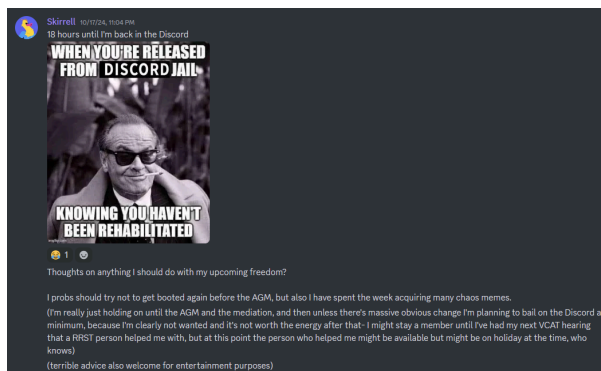 Skirrell 10/17/24, 11:04 PM
18 hours until I'm back in the Discord
WHEN YOU'RE RELEASED
FROM DISCORD JAIL
KNOWING YOU HAVEN'T
BEEN REHABILITATED
imgflip.com
1
Thoughts on anything I should do with my upcoming freedom?
I probs should try not to get booted again before the AGM, but also I have spent the week acquiring many chaos memes.
(I'm really just holding on until the AGM and the mediation, and then unless there's massive obvious change I'm planning to bail on the Discord a
minimum, because I'm clearly not wanted and it's not worth the energy after that- I might stay a member until I've had my next VCAT hearing
that a RRST person helped me with, but at this point the person who helped me might be available but might be on holiday at the time, who
knows)
(terrible advice also welcome for entertainment purposes)